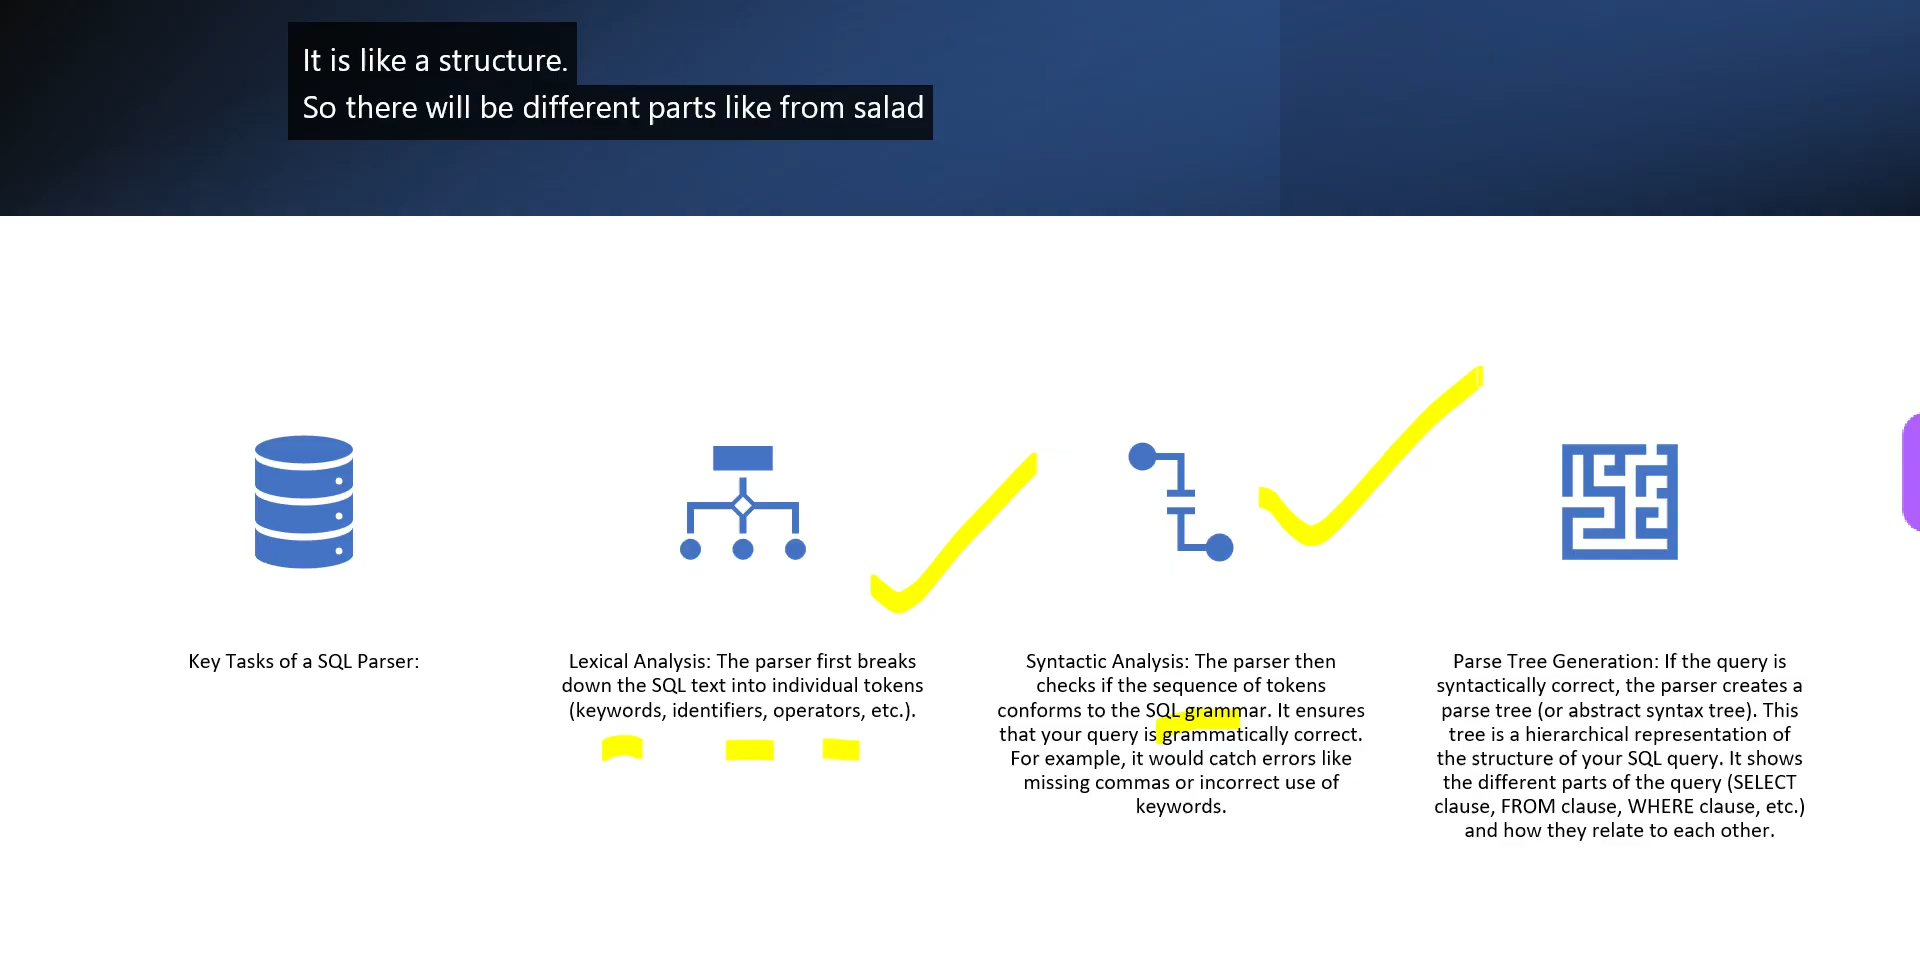 It is like a structure.
So there will be different parts like from salad
Key Tasks of a SQL Parser:
Lexical Analysis: The parser first breaks
down the SQL text into individual tokens
(keywords, identifiers, operators, etc.).
Syntactic Analysis: The parser then
checks if the sequence of tokens
conforms to the SQL grammar. It ensures
that your query is grammatically correct.
For example, it would catch errors like
missing commas or incorrect use of
keywords.
Parse Tree Generation: If the query is
syntactically correct, the parser creates a
parse tree (or abstract syntax tree). This
tree is a hierarchical representation of
the structure of your SQL query. It shows
the different parts of the query (SELECT
clause, FROM clause, WHERE clause, etc.)
and how they relate to each other.